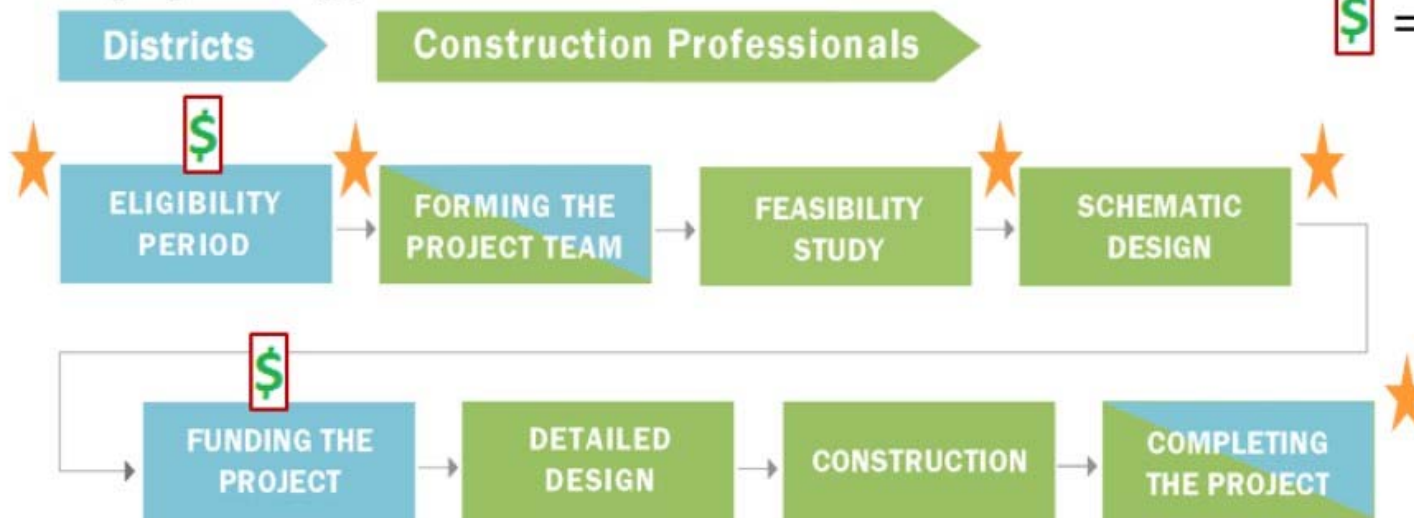 Districts
Construction Professionals
$ =
$
ELIGIBILITY
PERIOD
FORMING THE
PROJECT TEAM
FEASIBILITY
STUDY
SCHEMATIC
DESIGN
$
FUNDING THE
PROJECT
DETAILED
DESIGN
CONSTRUCTION
COMPLETING
THE PROJECT